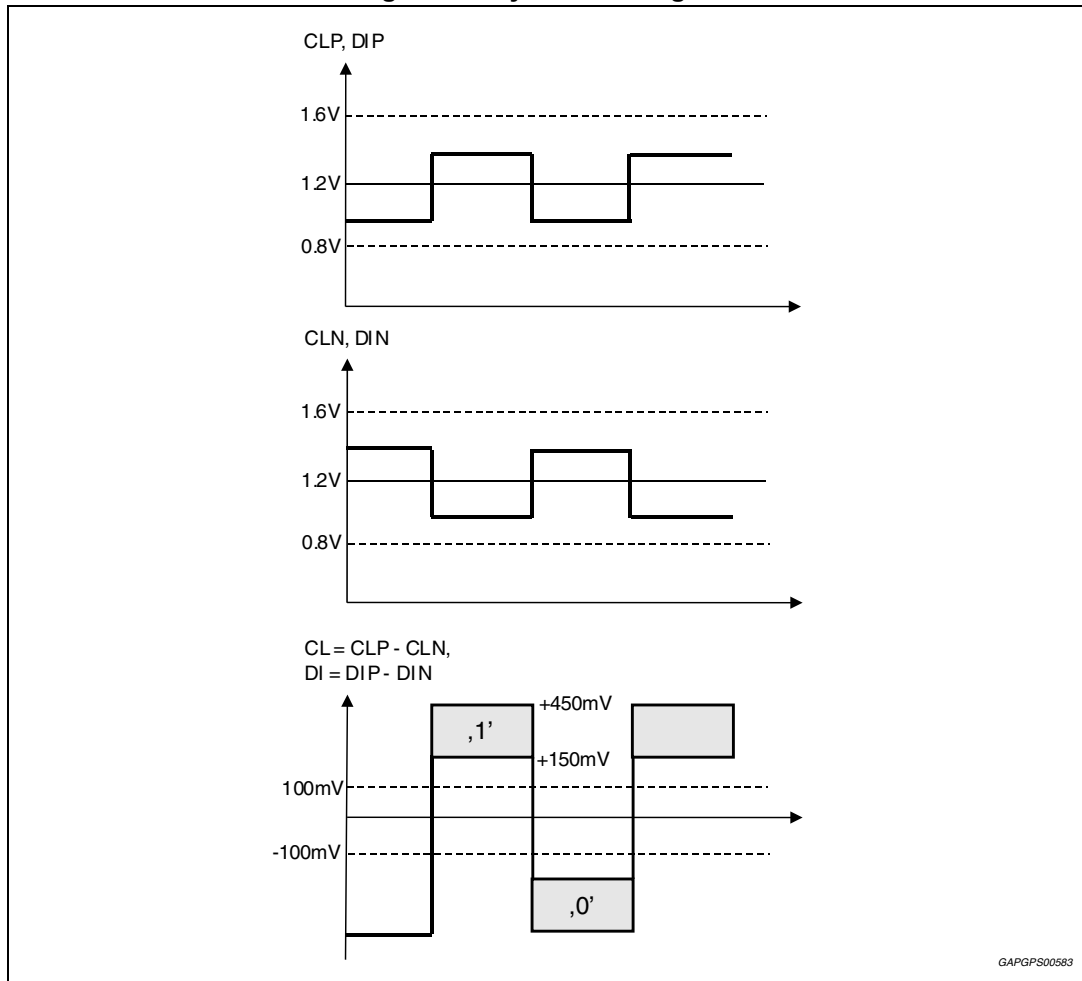 CLP, DIP
1.6V
1.2V
0.8V
CLN, DIN
1.6V
1.2V
0.8V
CL = CLP - CLN,
DI = DIP - DIN
+450mV
‚1’
+150mV
100mV
-100mV
‚0’
GAPGPS00583